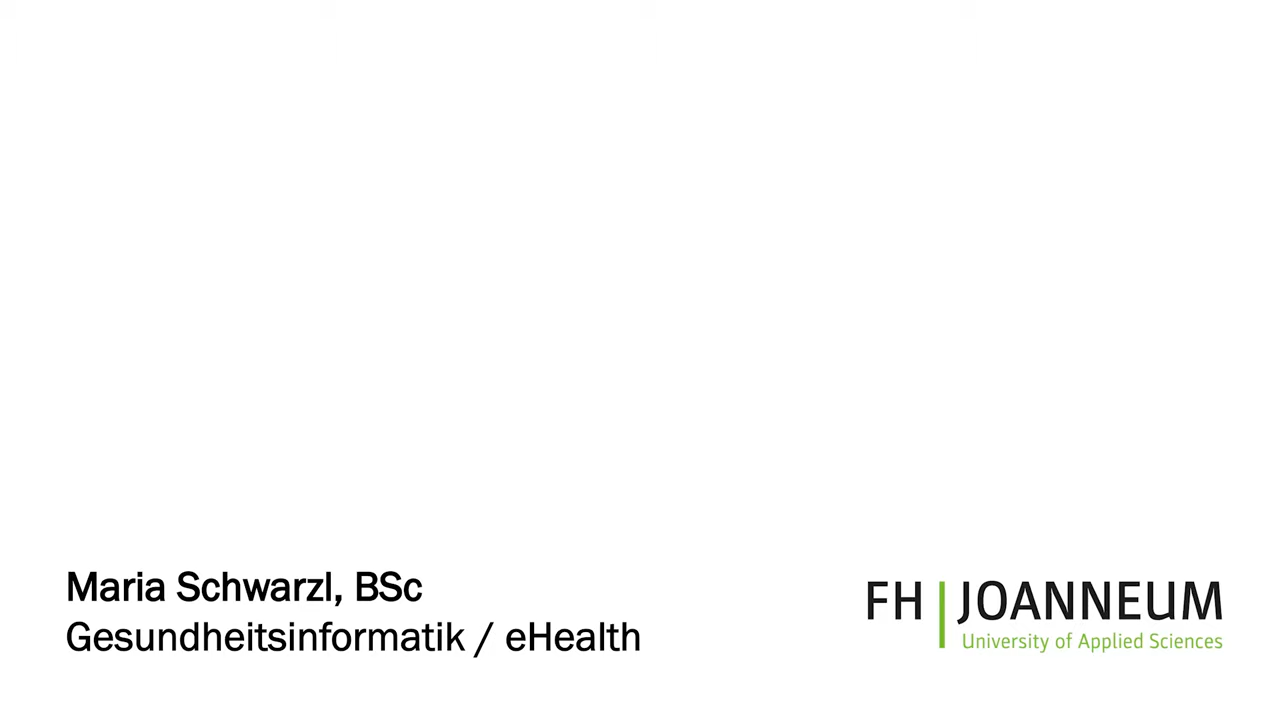 Maria Schwarzl, BSc
Gesundheitsinformatik / eHealth
FH JOANNEUM
University of Applied Sciences